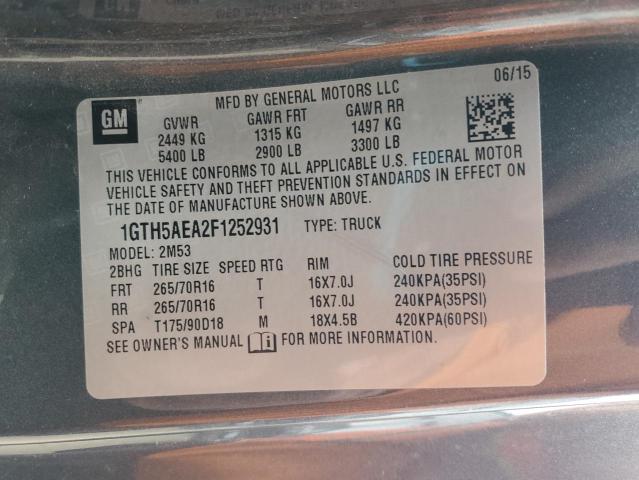 MFD BY GENERAL MOTORS LLC 06/15
GM
GVWR GAWR FRT GAWR RR
2449 KG 1315 KG 1497 KG
5400 LB 2900 LB 3300 LB
THIS VEHICLE CONFORMS TO ALL APPLICABLE U.S. FEDERAL MOTOR
VEHICLE SAFETY AND THEFT PREVENTION STANDARDS IN EFFECT ON
THE DATE OF MANUFACTURE SHOWN ABOVE.
1GTH5AEA2F1252931 TYPE: TRUCK
MODEL: 2M53
2BHG TIRE SIZE SPEED RTG RIM COLD TIRE PRESSURE
FRT 265/70R16 T 16X7.0J 240KPA(35PSI)
RR 265/70R16 T 16X7.0J 240KPA(35PSI)
SPA T175/90D18 M 18X4.5B 420KPA(60PSI)
SEE OWNER'S MANUAL FOR MORE INFORMATION.